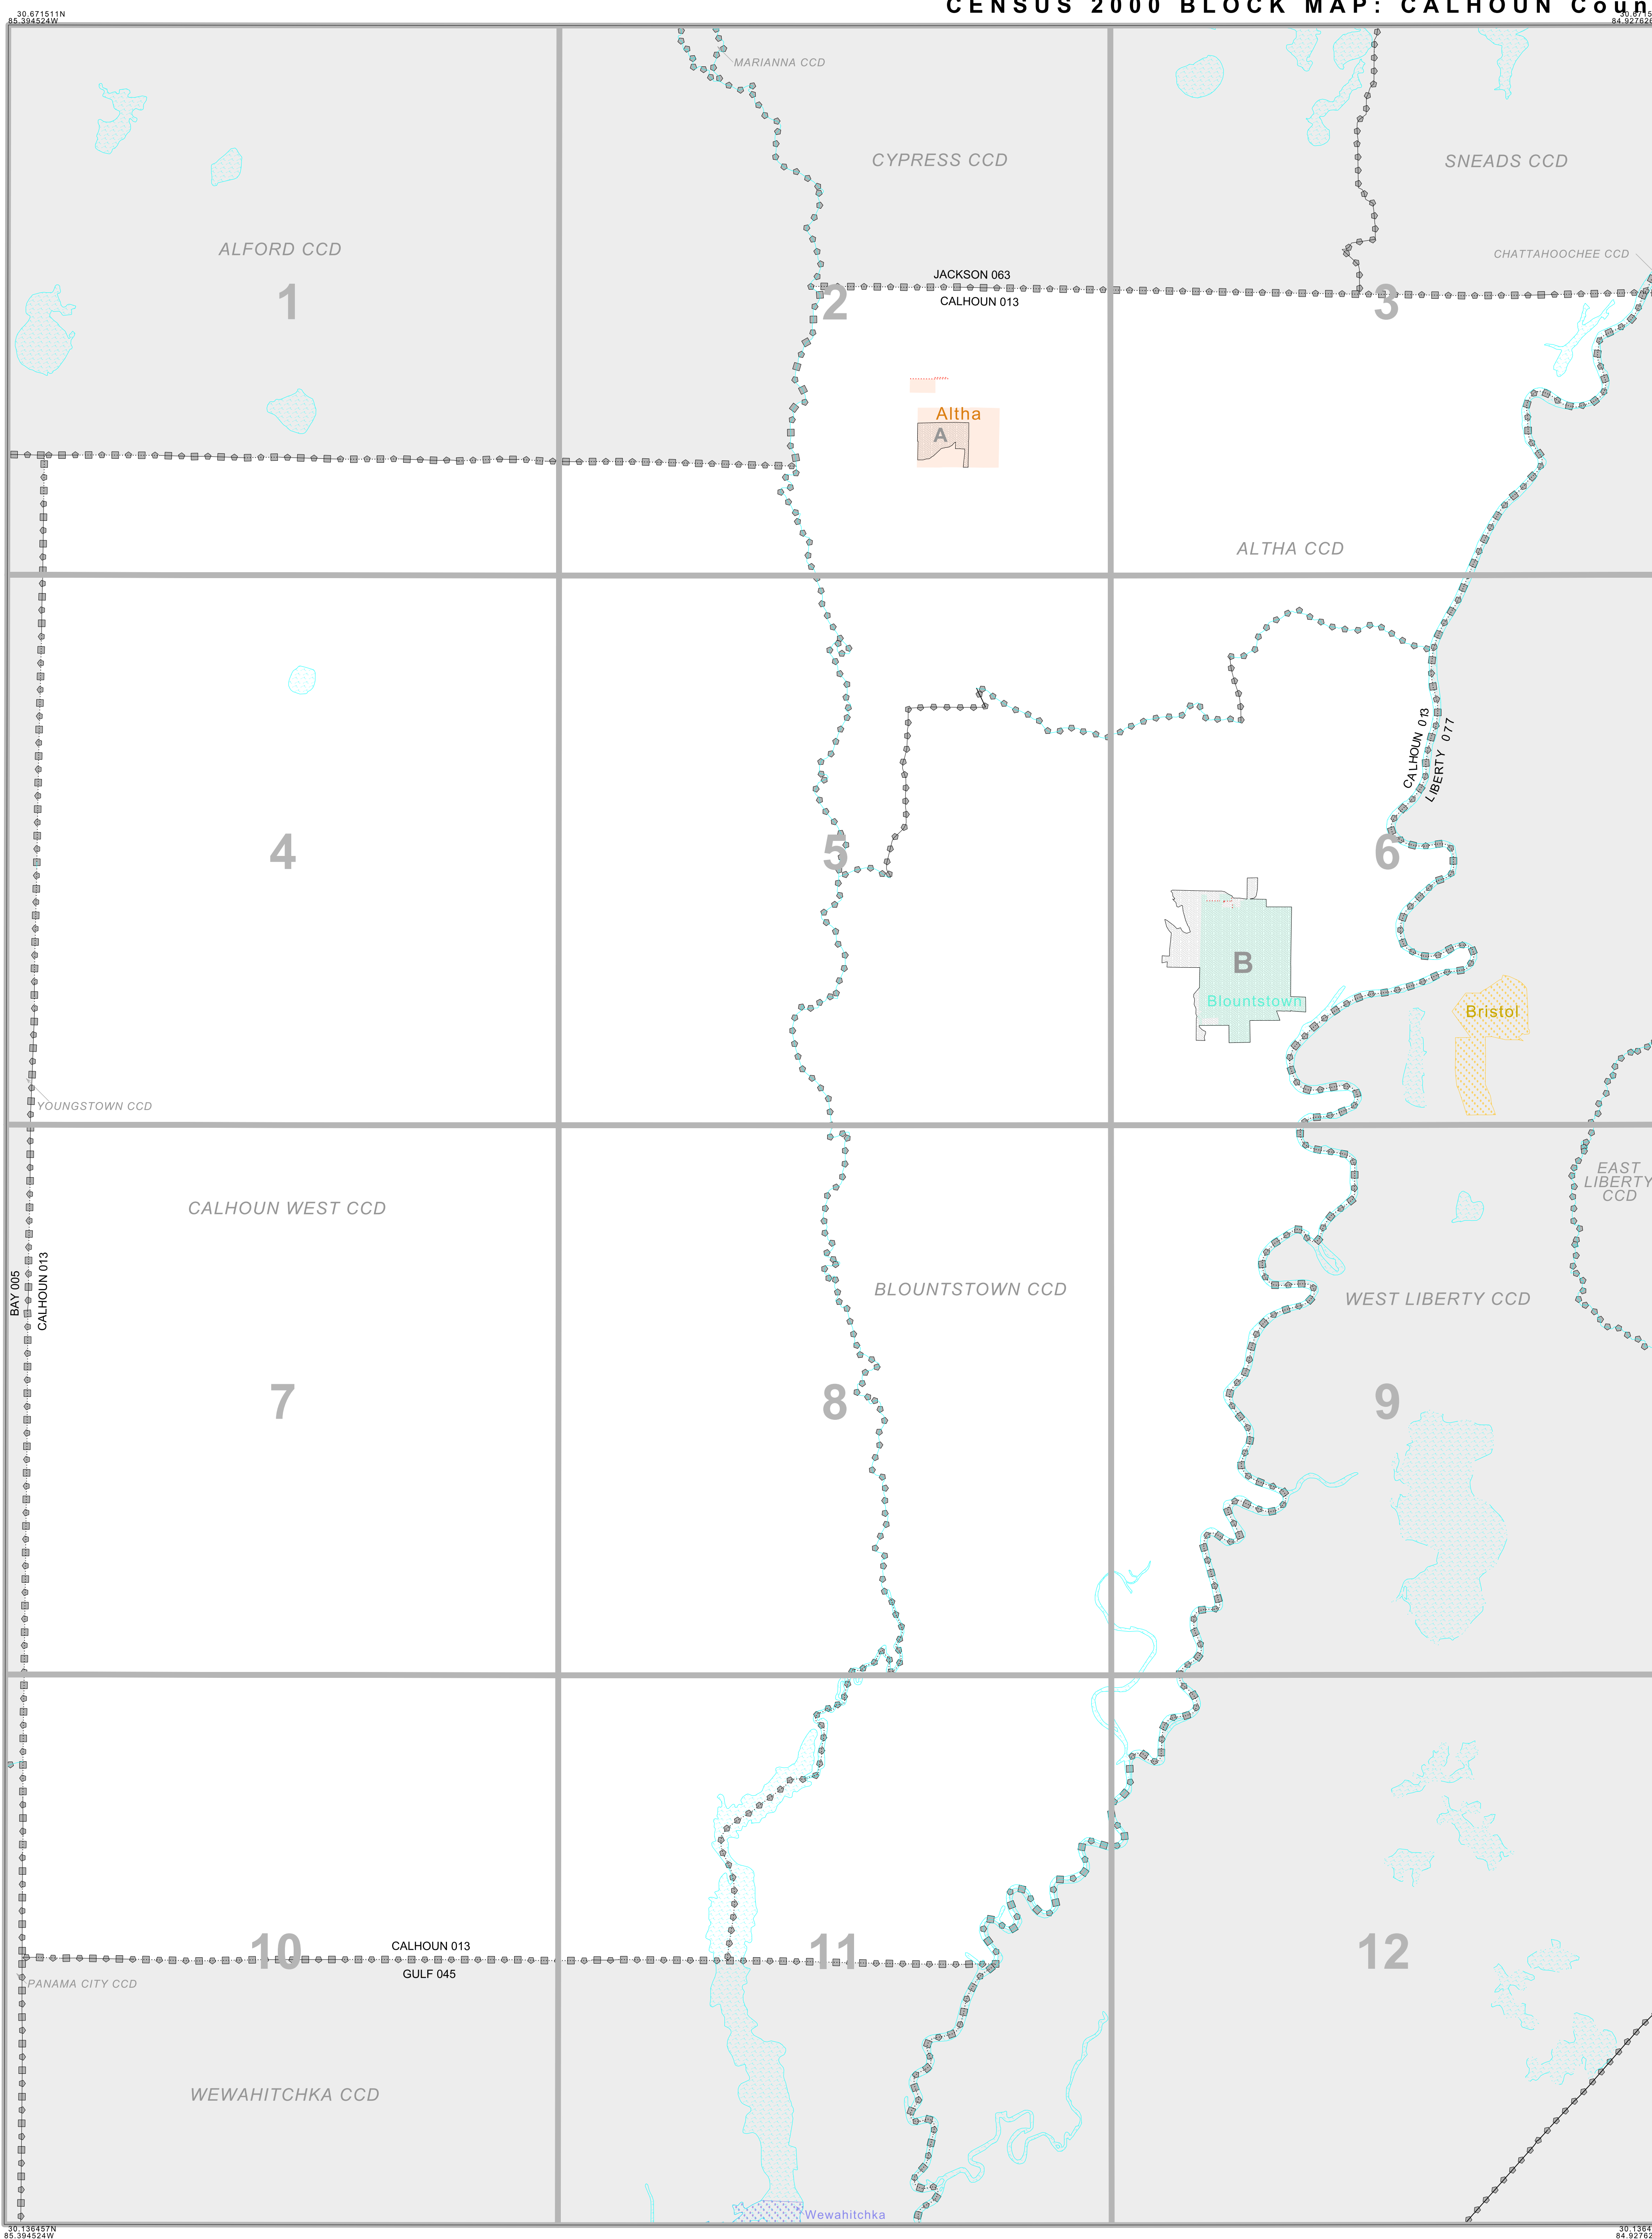 CENSUS 2000 BLOCK MAP: CALHOUN Coun
30.671511N
85.394524W
MARIANNA CCD
CYPRESS CCD
SNEADS CCD
ALFORD CCD
CHATTAHOOCHEE CCD
JACKSON 063
CALHOUN 013
1
2
3
Altha
A
ALTHA CCD
CALHOUN 013
LIBERTY 077
4
5
6
B
Blountstown
Bristol
YOUNGSTOWN CCD
EAST
LIBERTY
CCD
CALHOUN WEST CCD
BAY 005
CALHOUN 013
BLOUNTSTOWN CCD
WEST LIBERTY CCD
7
8
9
CALHOUN 013
GULF 045
10
11
12
PANAMA CITY CCD
WEWAHITCHKA CCD
Wewahitchka
30.136457N
85.394524W
30.1364
84.92762